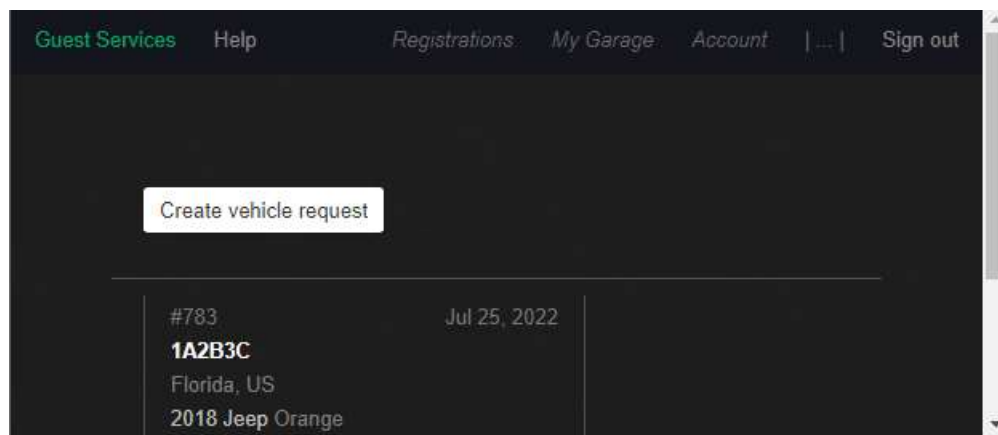 Guest Services Help Registrations My Garage Account | ... | Sign out
Create vehicle request
#783 Jul 25, 2022
1A2B3C
Florida, US
2018 Jeep Orange